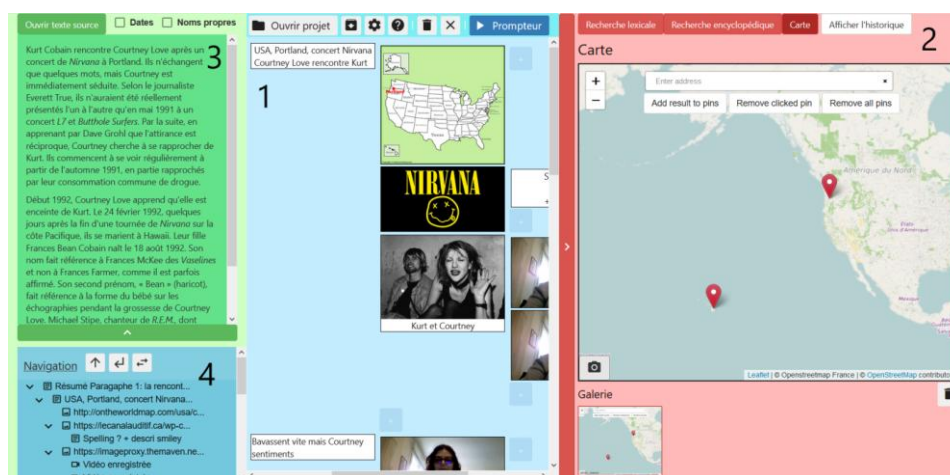 Ouvrir texte source
Dates
Noms propres
3
Kurt Cobain rencontre Courtney Love après un
concert de Nirvana à Portland. Ils n'échangent
que quelques mots, mais Courtney est
immédiatement séduite. Selon le journaliste
Everett True, ils n'auraient été réellement
présentés l'un à l'autre qu'en mai 1991 à un
concert L7 et Butthole Surfers. Par la suite, en
apprenant par Dave Grohl que l'attirance est
réciproque, Courtney cherche à se rapprocher de
Kurt. Ils commencent à se voir régulièrement à
partir de l'automne 1991, en partie rapprochés
par leur consommation commune de drogue.
Début 1992, Courtney Love apprend qu'elle est
enceinte de Kurt. Le 24 février 1992, quelques
jours après la fin d'une tournée de Nirvana sur la
côte Pacifique, ils se marient à Hawaii. Leur fille
Frances Bean Cobain naît le 18 août 1992. Son
nom fait référence à Frances McKee des Vaselines
et non à Frances Farmer, comme il est parfois
affirmé. Son second prénom, « Bean » (haricot),
fait référence à la forme du bébé sur les
échographies pendant la grossesse de Courtney
Love. Michael Stipe, chanteur de R.E.M., dont
Navigation
4
Résumé Paragaphe 1: la rencont...
USA, Portland, concert Nirvana...
http://ontheworldmap.com/usa/c...
https://lecanalauditif.ca/wp-c...
Spelling ? + descri smiley
https://imageproxy.themaven.ne...
Vidéo enregistrée
Ouvrir projet
Prompteur
USA, Portland, concert Nirvana
Courtney Love rencontre Kurt
1
NIRVANA
S
+
Kurt et Courtney
Bavassent vite mais Courtney
sentiments
Recherche lexicale
Recherche encyclopédique
Carte
Afficher l'historique
2
Carte
+
−
Enter address
Add result to pins
Remove clicked pin
Remove all pins
Amérique du Nord
États
d'Amérique
Mexique
Leaflet | © Openstreetmap France | © OpenStreetMap contributo
Galerie